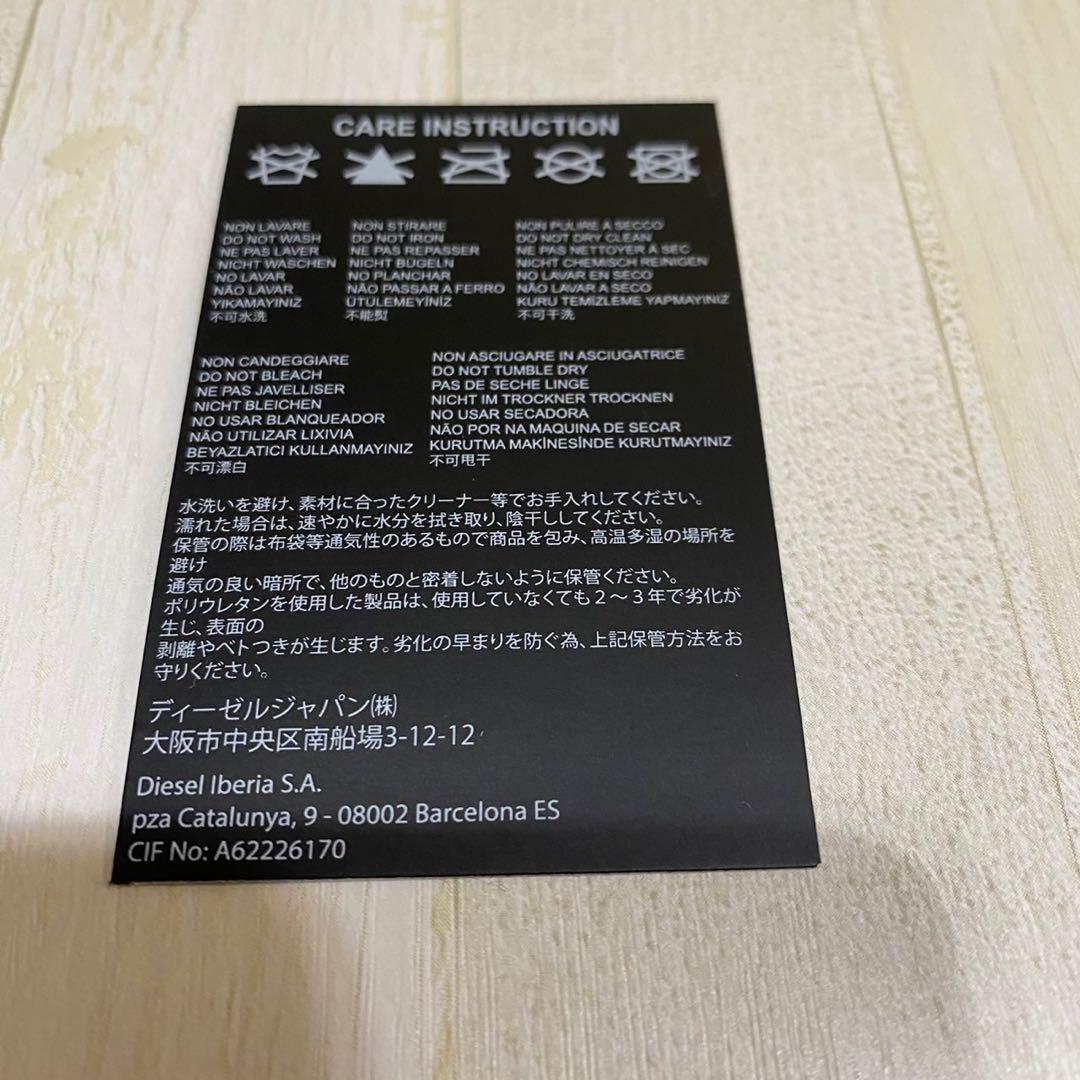 CARE INSTRUCTION
NON LAVARE
DO NOT WASH
NE PAS LAVER
NICHT WASCHEN
NO LAVAR
NÃO LAVAR
YIKAMAYINIZ
不可水洗
NON STIRARE
DO NOT IRON
NE PAS REPASSER
NICHT BÜGELN
NO PLANCHAR
NÃO PASSAR A FERRO
ÜTÜLEMEYİNİZ
不能熨
NON PULIRE A SECCO
DO NOT DRY CLEAN
NE PAS NETTOYER À SEC
NICHT CHEMISCH REINIGEN
NO LAVAR EN SECO
NÃO LAVAR A SECO
KURU TEMIZLEME YAPMAYINIZ
不可干洗
NON CANDEGGIARE
DO NOT BLEACH
NE PAS JAVELLISER
NICHT BLEICHEN
NO USAR BLANQUEADOR
NÃO UTILIZAR LIXIVIA
BEYAZLATICI KULLANMAYINIZ
不可漂白
NON ASCIUGARE IN ASCIUGATRICE
DO NOT TUMBLE DRY
PAS DE SECHE LINGE
NICHT IM TROCKNER TROCKNEN
NO USAR SECADORA
NÃO POR NA MAQUINA DE SECAR
KURUTMA MAKİNESİNDE KURUTMAYINIZ
不可甩干
水洗いを避け、素材に合ったクリーナー等でお手入れしてください。
濡れた場合は、速やかに水分を拭き取り、陰干ししてください。
保管の際は布袋等通気性のあるもので商品を包み、高温多湿の場所を
避け
通気の良い暗所で、他のものと密着しないように保管ください。
ポリウレタンを使用した製品は、使用していなくても2～3年で劣化が
生じ、表面の
剥離やベトつきが生じます。劣化の早まりを防ぐ為、上記保管方法をお
守りください。
ディーゼルジャパン㈱
大阪市中央区南船場3-12-12
Diesel Iberia S.A.
pza Catalunya, 9 - 08002 Barcelona ES
CIF No: A62226170